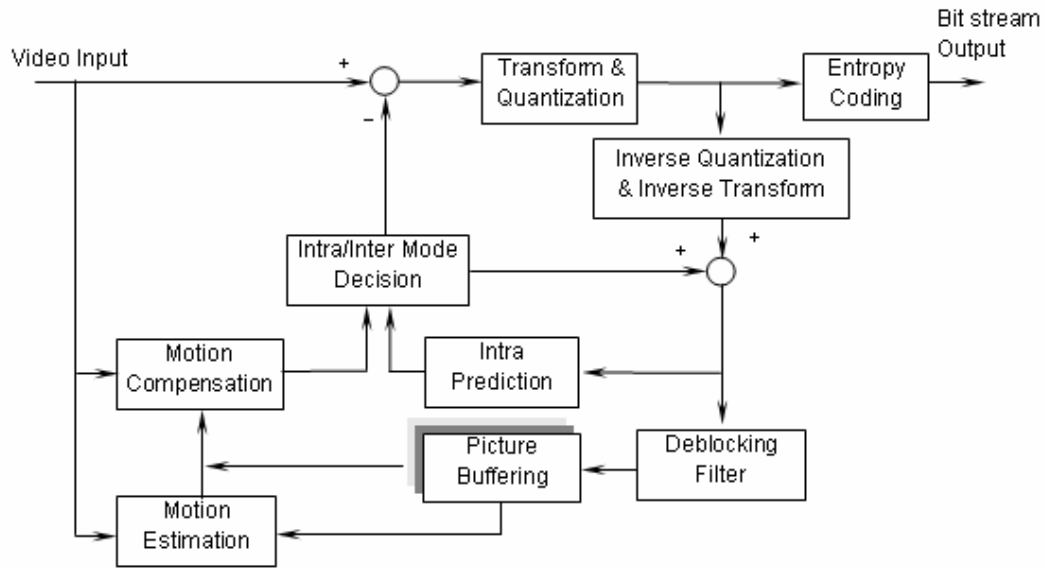 Bit stream
Output
Video Input
+
Transform &
Quantization
Entropy
Coding
–
Inverse Quantization
& Inverse Transform
+
+
Intra/Inter Mode
Decision
Motion
Compensation
Intra
Prediction
Picture
Buffering
Deblocking
Filter
Motion
Estimation